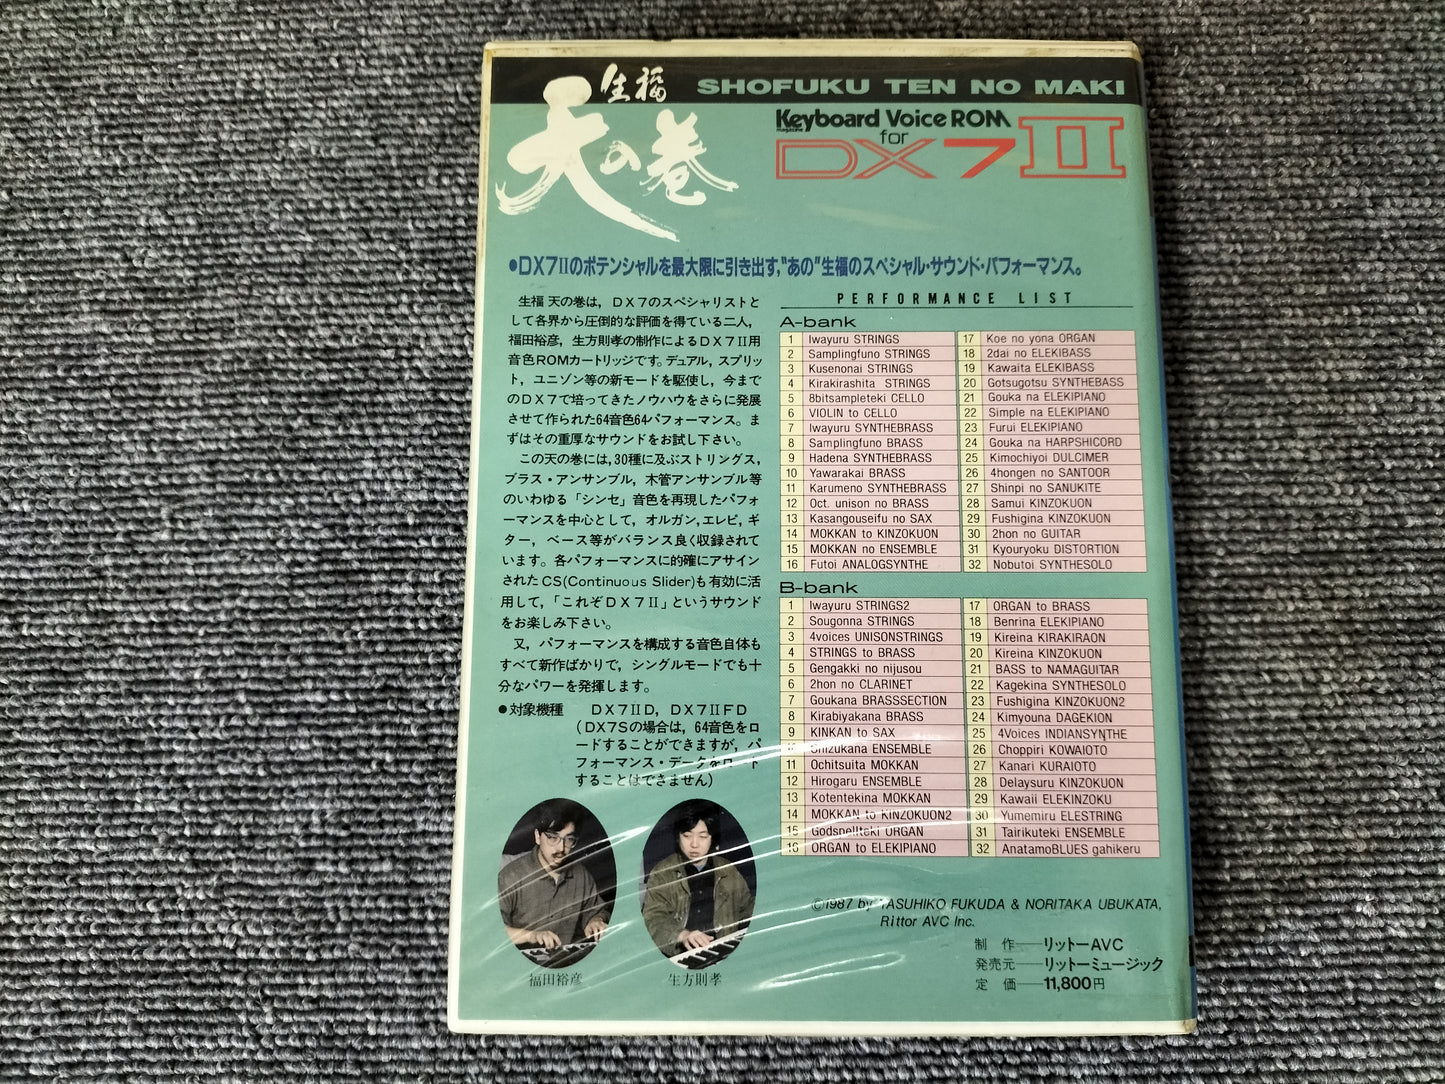 生福
天の巻
SHOFUKU TEN NO MAKI
Keyboard Voice ROM
magazine
for
DX7II
●DX7IIのポテンシャルを最大限に引き出す,"あの"生福のスペシャル・サウンド・パフォーマンス。
生福 天の巻は,DX7のスペシャリストと
して各界から圧倒的な評価を得ている二人,
福田裕彦,生方則孝の制作によるDX7II用
音色ROMカートリッジです。デュアル,スプリッ
ト,ユニゾン等の新モードを駆使し,今まで
のDX7で培ってきたノウハウをさらに発展
させて作られた64音色64パフォーマンス。ま
ずはその重厚なサウンドをお試し下さい。
この天の巻には,30種に及ぶストリングス,
ブラス・アンサンブル,木管アンサンブル等
のいわゆる「シンセ」音色を再現したパフォ
ーマンスを中心として,オルガン,エレピ,ギ
ター,ベース等がバランス良く収録されて
います。各パフォーマンスに的確にアサイン
されたCS(Continuous Slider)も有効に活
用して,「これぞDX7II」というサウンド
をお楽しみ下さい。
又,パフォーマンスを構成する音色自体も
すべて新作ばかりで,シングルモードでも十
分なパワーを発揮します。
●対象機種 DX7IID,DX7IIFD
(DX7Sの場合は,64音色をロ
ードすることができますが,パ
フォーマンス・データをロード
することはできません)
福田裕彦
生方則孝
PERFORMANCE LIST
A-bank
1 Iwayuru STRINGS
2 Samplingfuno STRINGS
3 Kusenonai STRINGS
4 Kirakirashita STRINGS
5 8bitsampleteki CELLO
6 VIOLIN to CELLO
7 Iwayuru SYNTHEBRASS
8 Samplingfuno BRASS
9 Hadena SYNTHEBRASS
10 Yawarakai BRASS
11 Karumeno SYNTHEBRASS
12 Oct. unison no BRASS
13 Kasangouseifu no SAX
14 MOKKAN to KINZOKUON
15 MOKKAN no ENSEMBLE
16 Futoi ANALOGSYNTHE
17 Koe no yona ORGAN
18 2dai no ELEKIBASS
19 Kawaita ELEKIBASS
20 Gotsugotsu SYNTHEBASS
21 Gouka na ELEKIPIANO
22 Simple na ELEKIPIANO
23 Furui ELEKIPIANO
24 Gouka na HARPSHICORD
25 Kimochiyoi DULCIMER
26 4hongen no SANTOOR
27 Shinpi no SANUKITE
28 Samui KINZOKUON
29 Fushigina KINZOKUON
30 2hon no GUITAR
31 Kyouryoku DISTORTION
32 Nobutoi SYNTHESOLO
B-bank
1 Iwayuru STRINGS2
2 Sougonna STRINGS
3 4voices UNISONSTRINGS
4 STRINGS to BRASS
5 Gengakki no nijusou
6 2hon no CLARINET
7 Goukana BRASSSECTION
8 Kirabiyakana BRASS
9 KINKAN to SAX
10 Shizukana ENSEMBLE
11 Ochitsuita MOKKAN
12 Hirogaru ENSEMBLE
13 Kotentekina MOKKAN
14 MOKKAN to KINZOKUON2
15 Godspellteki ORGAN
16 ORGAN to ELEKIPIANO
17 ORGAN to BRASS
18 Benrina ELEKIPIANO
19 Kireina KIRAKIRAON
20 Kireina KINZOKUON
21 BASS to NAMAGUITAR
22 Kagekina SYNTHESOLO
23 Fushigina KINZOKUON2
24 Kimyouna DAGEKION
25 4Voices INDIANSYNTHE
26 Choppiri KOWAIOTO
27 Kanari KURAIOTO
28 Delaysuru KINZOKUON
29 Kawaii ELEKINZOKU
30 Yumemiru ELESTRING
31 Tairikuteki ENSEMBLE
32 AnatamoBLUES gahikeru
©1987 by YASUHIKO FUKUDA & NORITAKA UBUKATA,
Rittor AVC Inc.
制 作──リットーAVC
発売元──リットーミュージック
定 価──11,800円